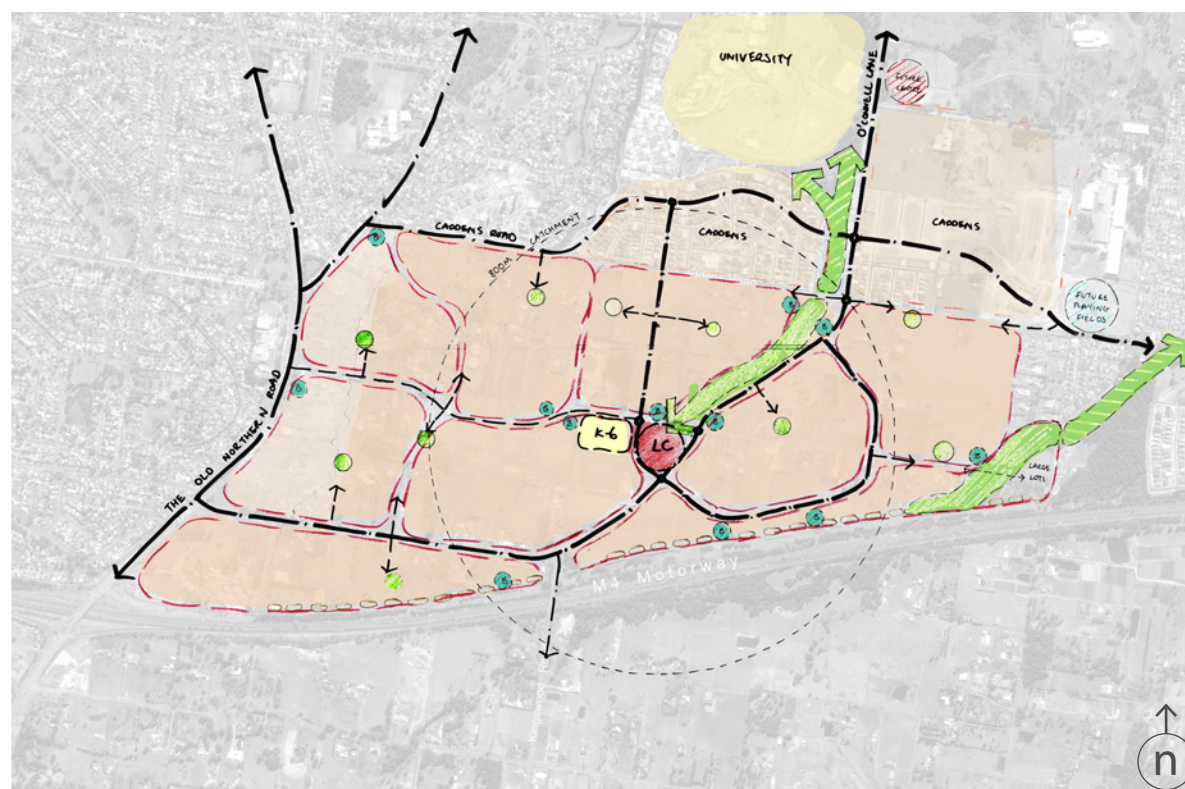 UNIVERSITY
O'CONNELL LANE
FUTURE
CENTRE
CADDENS ROAD
800M CATCHMENT
CADDENS
CADDENS
FUTURE
PLAYING
FIELDS
THE OLD NORTHERN ROAD
B
B
B
B
B
B
B
B
B
B
B
B
K-6
LC
LARGE
LOTS
M4 Motorway
n